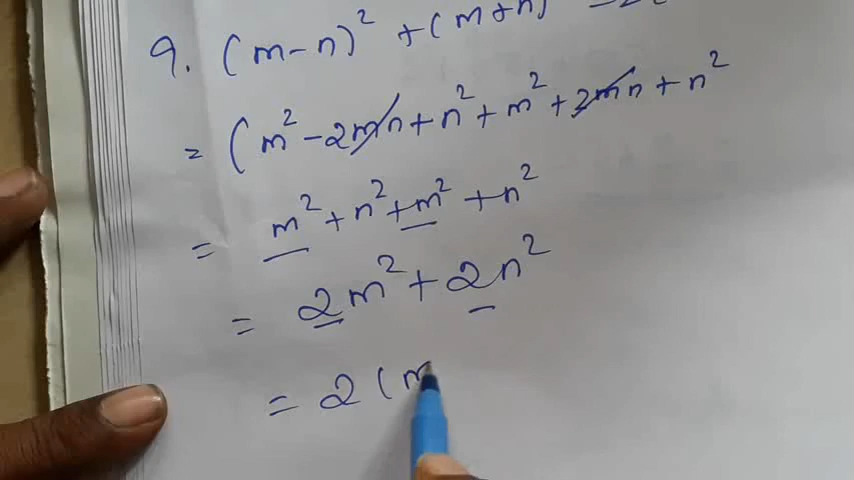 9. (m-n)² + (m+n)
= (m² - 2mn + n² + m² + 2mn + n²
= m² + n² + m² + n²
= 2m² + 2n²
= 2(m